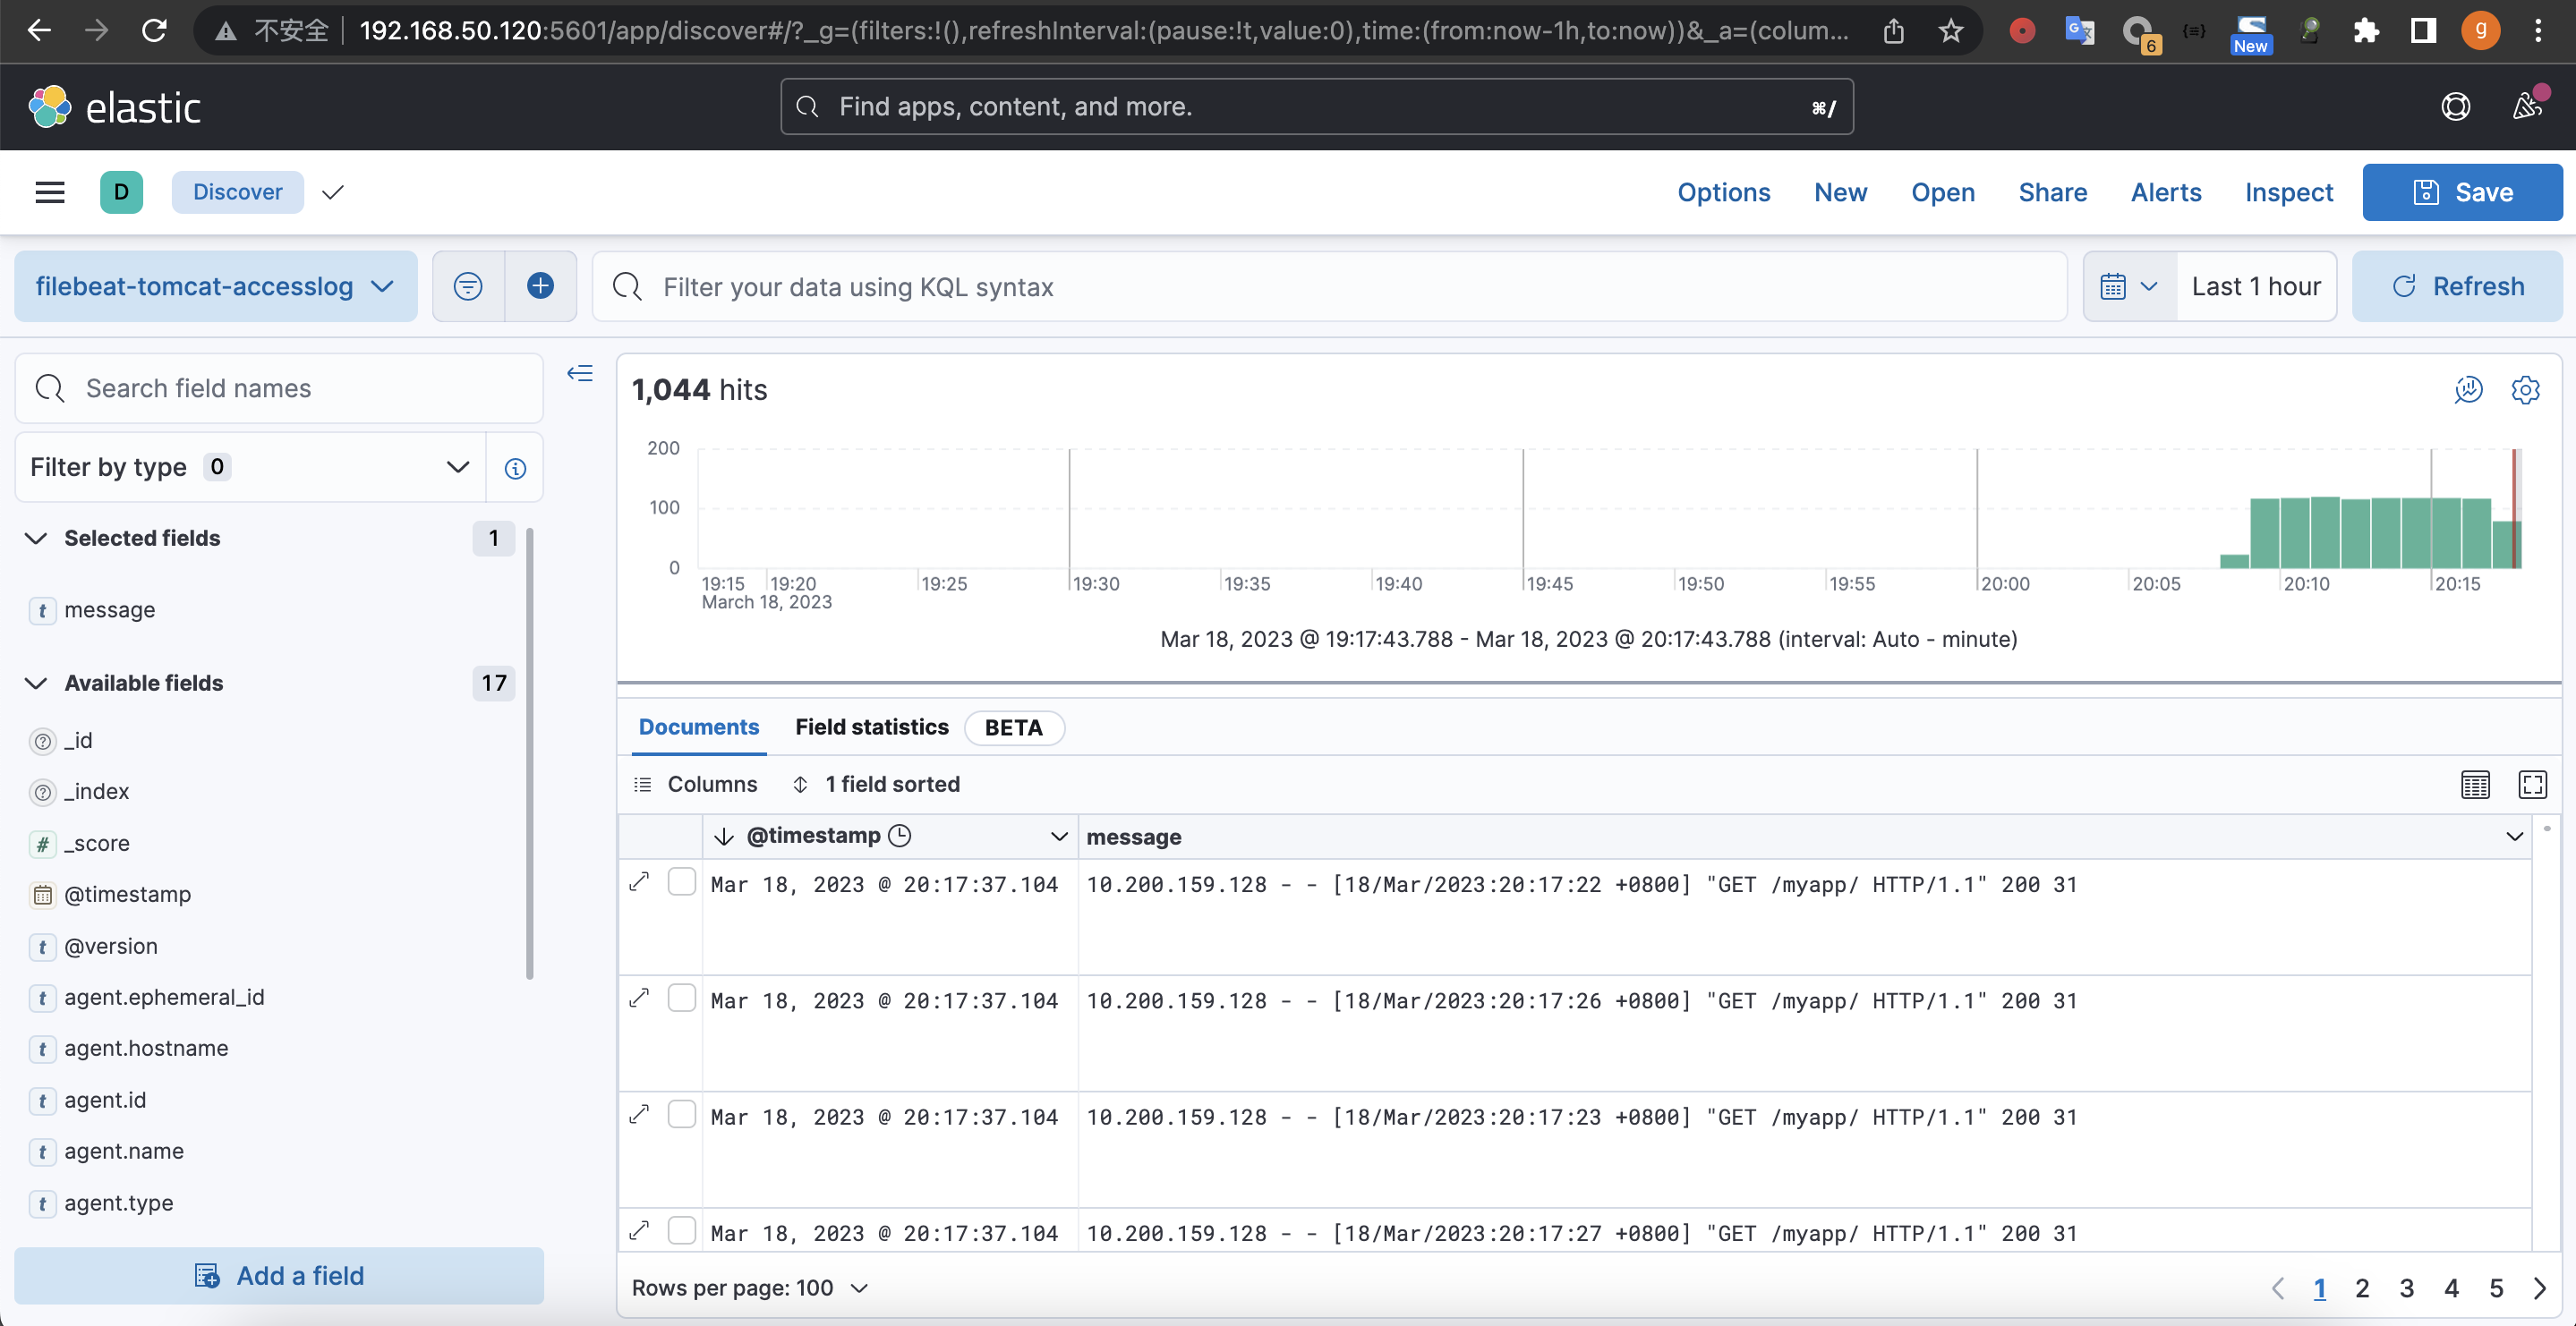 不安全 192.168.50.120:5601/app/discover#/?_g=(filters:!(),refreshInterval:(pause:!t,value:0),time:(from:now-1h,to:now))&_a=(colum... 6 New g
elastic Find apps, content, and more. ⌘/
D Discover Options New Open Share Alerts Inspect Save
filebeat-tomcat-accesslog Filter your data using KQL syntax Last 1 hour Refresh
Search field names
Filter by type 0
Selected fields 1
t message
Available fields 17
_id
_index
# _score
@timestamp
t @version
t agent.ephemeral_id
t agent.hostname
t agent.id
t agent.name
t agent.type
Add a field
1,044 hits
200
100
0
19:15 19:20 19:25 19:30 19:35 19:40 19:45 19:50 19:55 20:00 20:05 20:10 20:15
March 18, 2023
Mar 18, 2023 @ 19:17:43.788 - Mar 18, 2023 @ 20:17:43.788 (interval: Auto - minute)
Documents Field statistics BETA
Columns 1 field sorted
@timestamp message
Mar 18, 2023 @ 20:17:37.104 10.200.159.128 - - [18/Mar/2023:20:17:22 +0800] "GET /myapp/ HTTP/1.1" 200 31
Mar 18, 2023 @ 20:17:37.104 10.200.159.128 - - [18/Mar/2023:20:17:26 +0800] "GET /myapp/ HTTP/1.1" 200 31
Mar 18, 2023 @ 20:17:37.104 10.200.159.128 - - [18/Mar/2023:20:17:23 +0800] "GET /myapp/ HTTP/1.1" 200 31
Mar 18, 2023 @ 20:17:37.104 10.200.159.128 - - [18/Mar/2023:20:17:27 +0800] "GET /myapp/ HTTP/1.1" 200 31
Rows per page: 100 1 2 3 4 5